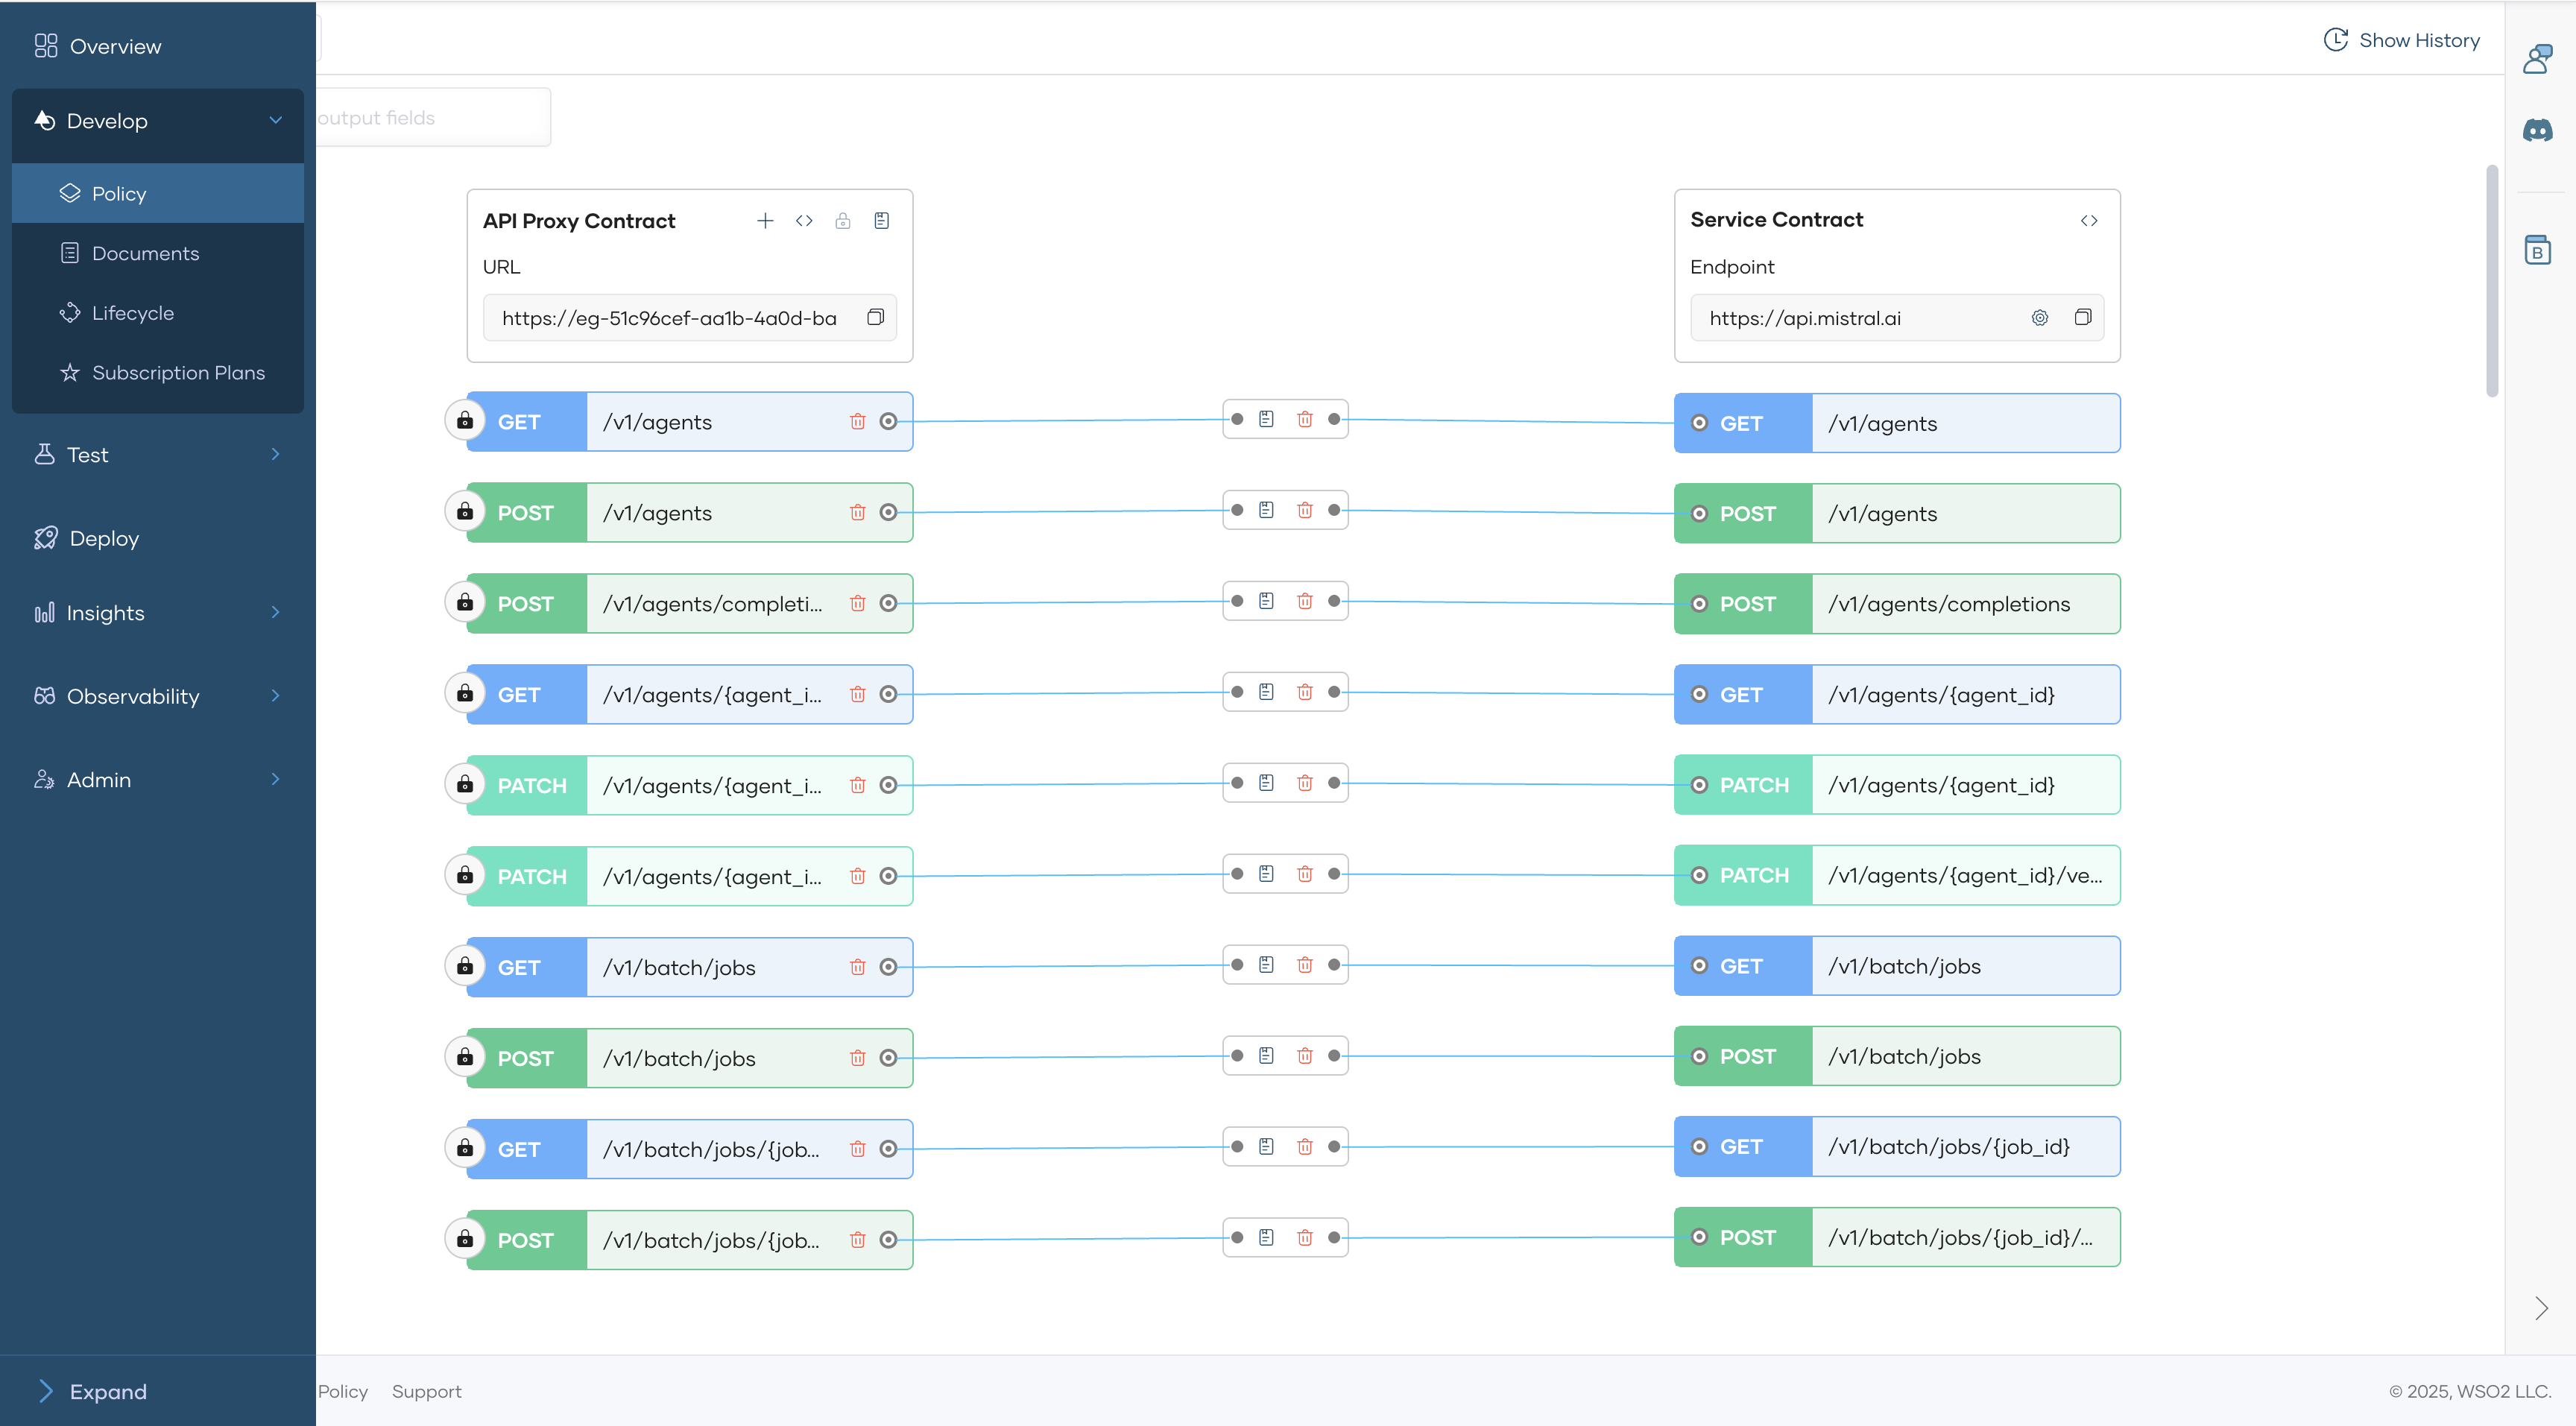 Overview
Develop
Policy
Documents
Lifecycle
Subscription Plans
Test
Deploy
Insights
Observability
Admin
Expand
Show History
output fields
API Proxy Contract
URL
https://eg-51c96cef-aa1b-4a0d-ba
Service Contract
Endpoint
https://api.mistral.ai
GET /v1/agents
GET /v1/agents
POST /v1/agents
POST /v1/agents
POST /v1/agents/completi...
POST /v1/agents/completions
GET /v1/agents/{agent_i...
GET /v1/agents/{agent_id}
PATCH /v1/agents/{agent_i...
PATCH /v1/agents/{agent_id}
PATCH /v1/agents/{agent_i...
PATCH /v1/agents/{agent_id}/ve...
GET /v1/batch/jobs
GET /v1/batch/jobs
POST /v1/batch/jobs
POST /v1/batch/jobs
GET /v1/batch/jobs/{job...
GET /v1/batch/jobs/{job_id}
POST /v1/batch/jobs/{job...
POST /v1/batch/jobs/{job_id}/...
B
Policy Support
© 2025, WSO2 LLC.